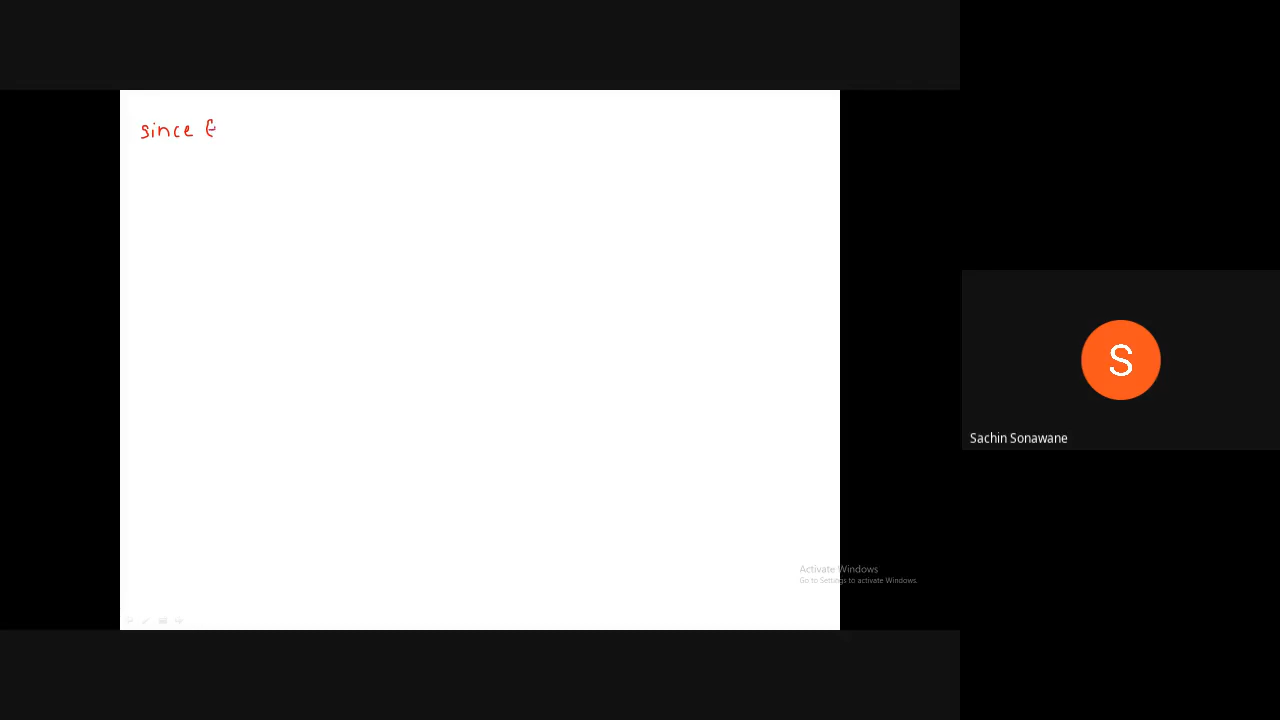 since E
S
Sachin Sonawane
Activate Windows
Go to Settings to activate Windows.